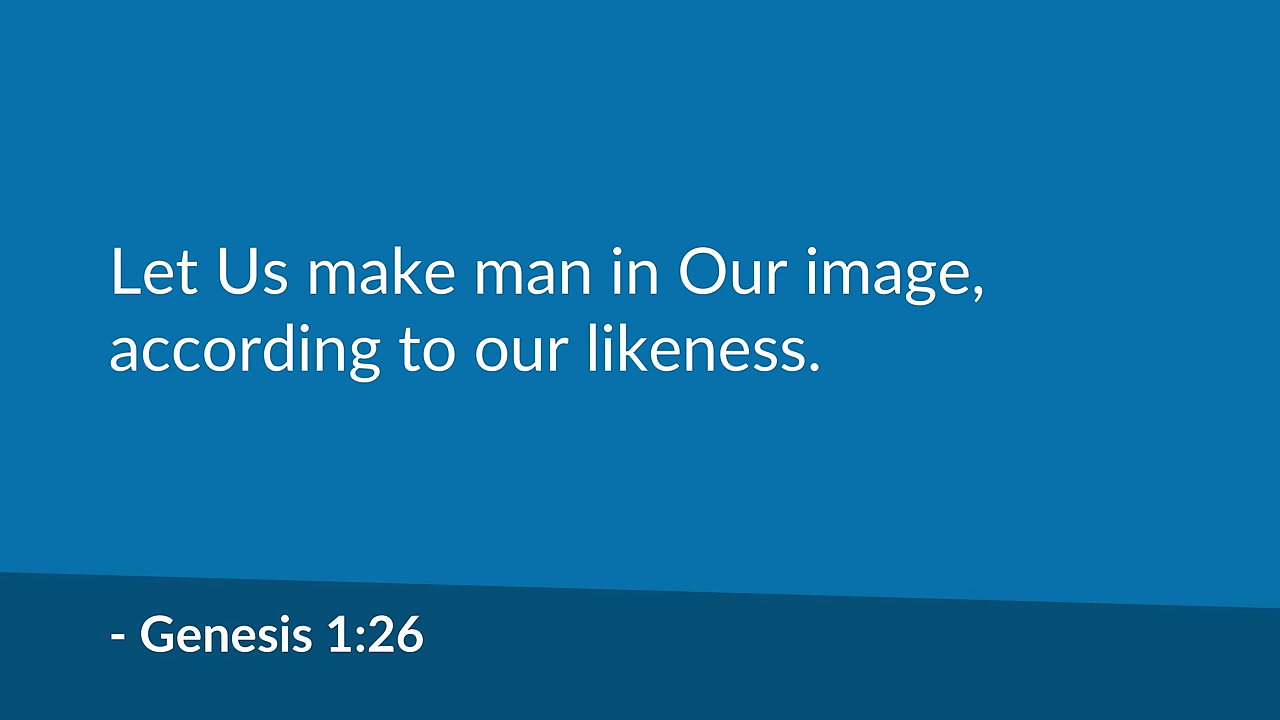 Let Us make man in Our image,
according to our likeness.
- Genesis 1:26